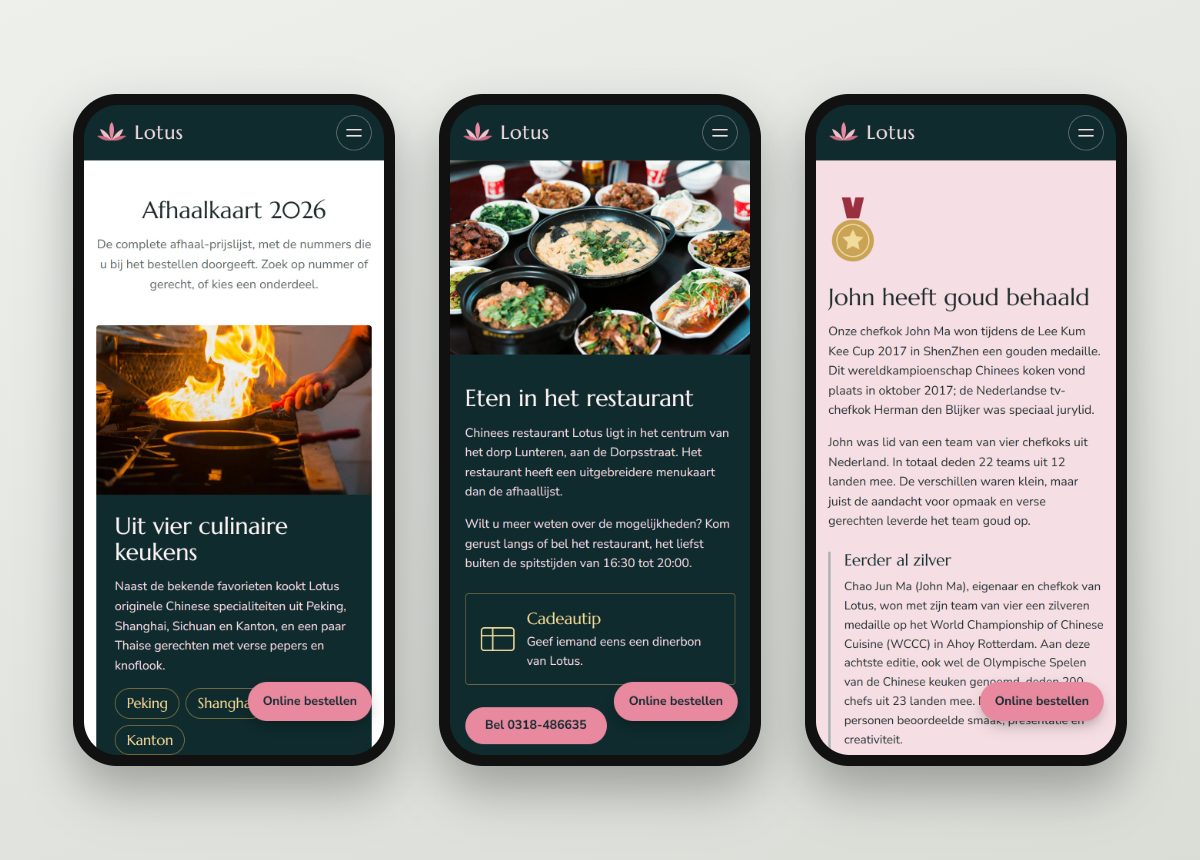 Lotus
Afhaalkaart 2026
De complete afhaal-prijslijst, met de nummers die
u bij het bestellen doorgeeft. Zoek op nummer of
gerecht, of kies een onderdeel.
Uit vier culinaire
keukens
Naast de bekende favorieten kookt Lotus
originele Chinese specialiteiten uit Peking,
Shanghai, Sichuan en Kanton, en een paar
Thaise gerechten met verse pepers en
knoflook.
Peking
Online bestellen
Kanton
Lotus
Eten in het restaurant
Chinees restaurant Lotus ligt in het centrum van
het dorp Lunteren, aan de Dorpsstraat. Het
restaurant heeft een uitgebreidere menukaart
dan de afhaallijst.
Wilt u meer weten over de mogelijkheden? Kom
gerust langs of bel het restaurant, het liefst
buiten de spitstijden van 16:30 tot 20:00.
Cadeautip
Geef iemand eens een dinerbon
van Lotus.
Online bestellen
Bel 0318-486635
Lotus
John heeft goud behaald
Onze chefkok John Ma won tijdens de Lee Kum
Kee Cup 2017 in ShenZhen een gouden medaille.
Dit wereldkampioenschap Chinees koken vond
plaats in oktober 2017; de Nederlandse tv-
chefkok Herman den Blijker was speciaal jurylid.
John was lid van een team van vier chefkoks uit
Nederland. In totaal deden 22 teams uit 12
landen mee. De verschillen waren klein, maar
juist de aandacht voor opmaak en verse
gerechten leverde het team goud op.
Eerder al zilver
Chao Jun Ma (John Ma), eigenaar en chefkok van
Lotus, won met zijn team van vier een zilveren
medaille op het World Championship of Chinese
Cuisine (WCCC) in Ahoy Rotterdam. Aan deze
achtste editie, ook wel de Olympische Spelen
van de Chinese keuken genoemd, deden 200
chefs uit 23 landen mee.
Online bestellen
personen beoordeelde smaak, presentatie en
creativiteit.